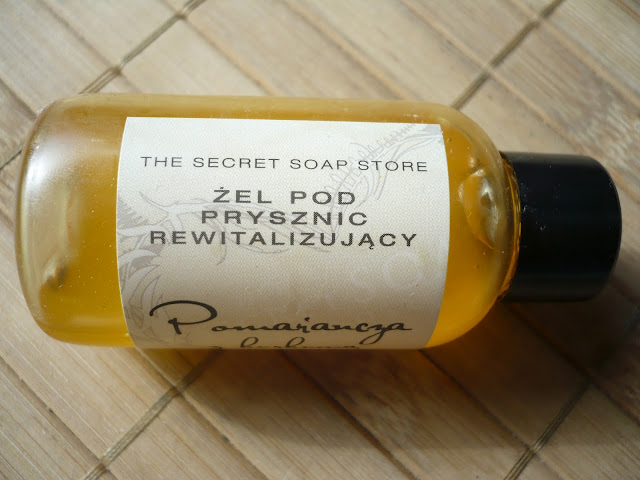 THE SECRET SOAP STORE
ŻEL POD
PRYSZNIC
REWITALIZUJĄCY
Pomarańcza